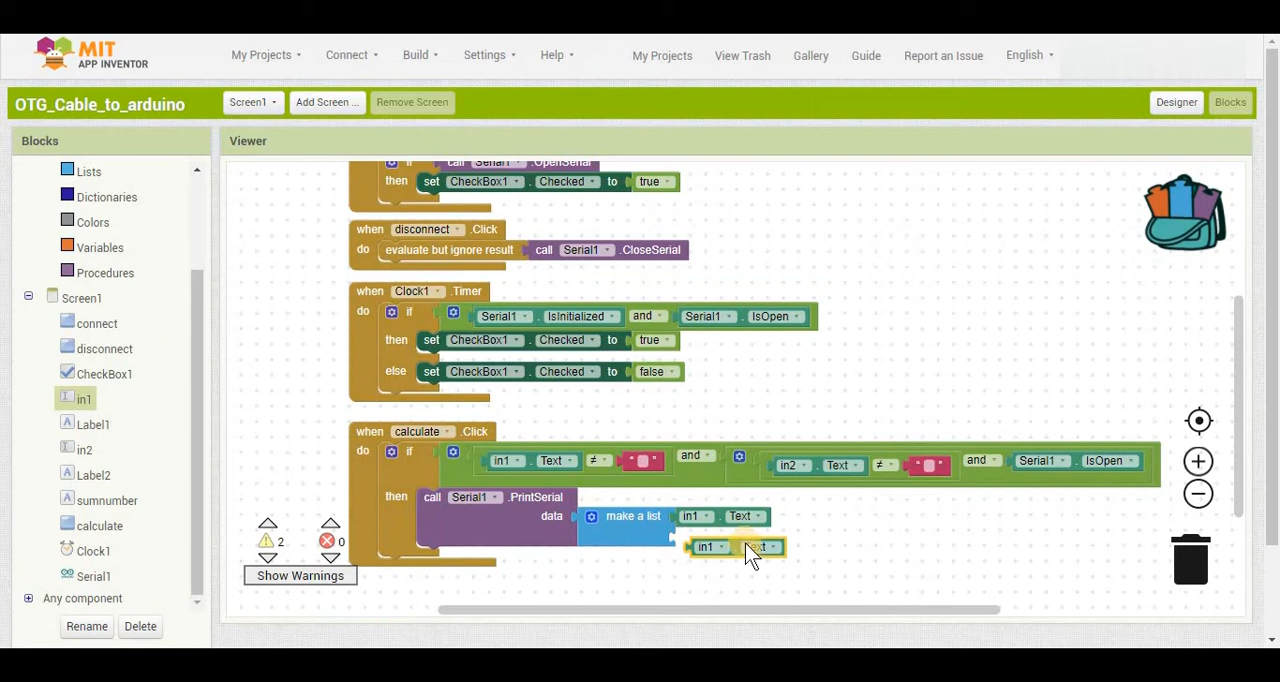 MIT
APP INVENTOR
My Projects Connect Build Settings Help My Projects View Trash Gallery Guide Report an Issue English
OTG_Cable_to_arduino Screen1 Add Screen ... Remove Screen Designer Blocks
Blocks Viewer
Lists
Dictionaries
Colors
Variables
Procedures
Screen1
connect
disconnect
CheckBox1
in1
Label1
in2
Label2
sumnumber
calculate
Clock1
Serial1
Any component
Rename Delete
if call Serial1 . OpenSerial
then set CheckBox1 . Checked to true
when disconnect .Click
do evaluate but ignore result call Serial1 .CloseSerial
when Clock1 .Timer
do if Serial1 . IsInitialized and Serial1 . IsOpen
then set CheckBox1 . Checked to true
else set CheckBox1 . Checked to false
when calculate .Click
do if in1 . Text ≠ " " and in2 . Text ≠ " " and Serial1 . IsOpen
then call Serial1 .PrintSerial
data make a list in1 . Text
in1 Text
2 0
Show Warnings